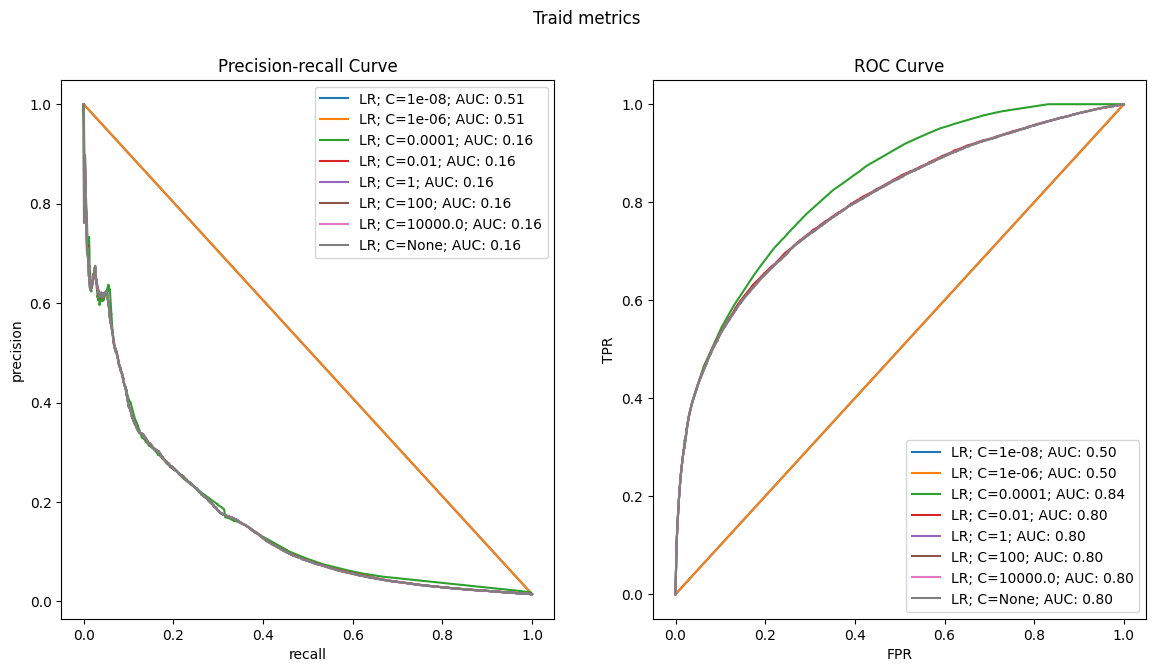 Traid metrics
Precision-recall Curve
1.0
0.8
0.6
0.4
0.2
0.0
precision
0.0 0.2 0.4 0.6 0.8 1.0
recall
LR; C=1e-08; AUC: 0.51
LR; C=1e-06; AUC: 0.51
LR; C=0.0001; AUC: 0.16
LR; C=0.01; AUC: 0.16
LR; C=1; AUC: 0.16
LR; C=100; AUC: 0.16
LR; C=10000.0; AUC: 0.16
LR; C=None; AUC: 0.16
ROC Curve
1.0
0.8
0.6
0.4
0.2
0.0
TPR
0.0 0.2 0.4 0.6 0.8 1.0
FPR
LR; C=1e-08; AUC: 0.50
LR; C=1e-06; AUC: 0.50
LR; C=0.0001; AUC: 0.84
LR; C=0.01; AUC: 0.80
LR; C=1; AUC: 0.80
LR; C=100; AUC: 0.80
LR; C=10000.0; AUC: 0.80
LR; C=None; AUC: 0.80